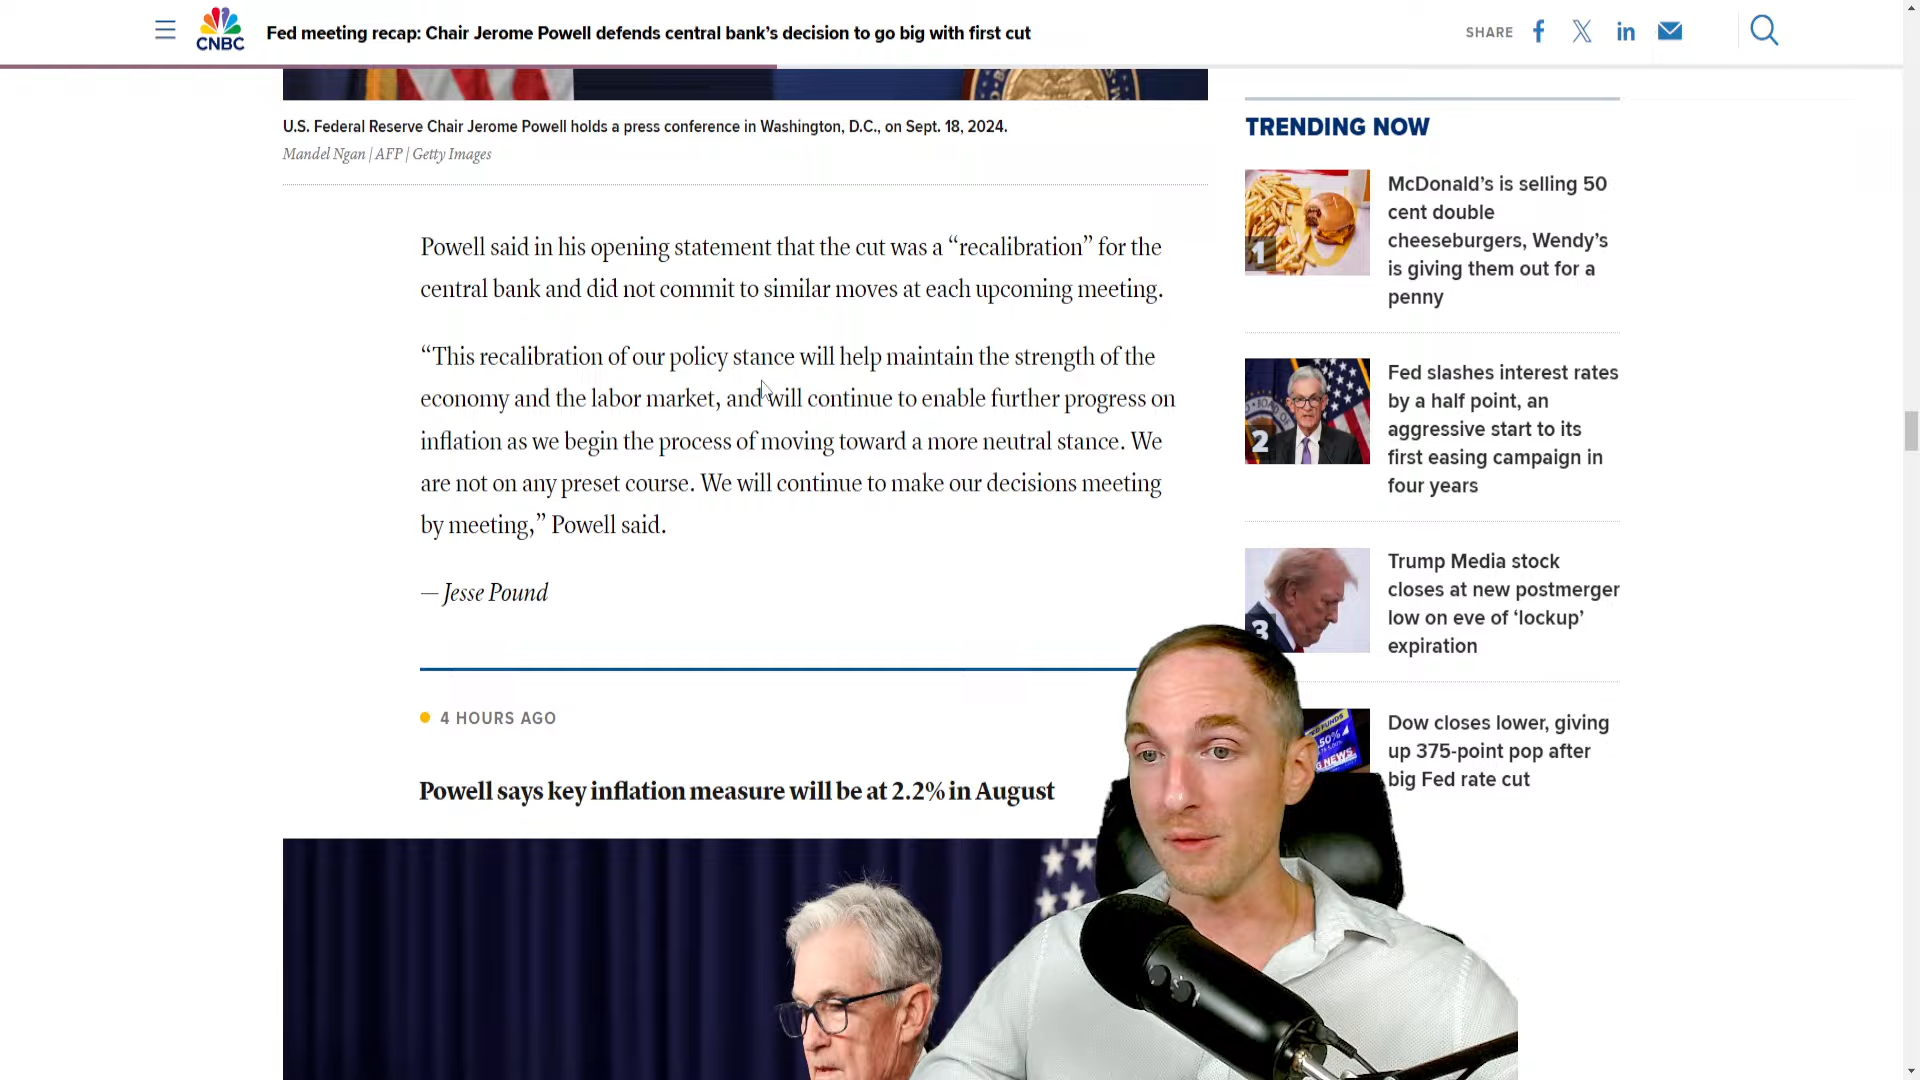 CNBC
Fed meeting recap: Chair Jerome Powell defends central bank’s decision to go big with first cut
SHARE
U.S. Federal Reserve Chair Jerome Powell holds a press conference in Washington, D.C., on Sept. 18, 2024.
Mandel Ngan | AFP | Getty Images
Powell said in his opening statement that the cut was a “recalibration” for the
central bank and did not commit to similar moves at each upcoming meeting.
“This recalibration of our policy stance will help maintain the strength of the
economy and the labor market, and will continue to enable further progress on
inflation as we begin the process of moving toward a more neutral stance. We
are not on any preset course. We will continue to make our decisions meeting
by meeting,” Powell said.
— Jesse Pound
4 HOURS AGO
Powell says key inflation measure will be at 2.2% in August
TRENDING NOW
1
McDonald’s is selling 50
cent double
cheeseburgers, Wendy’s
is giving them out for a
penny
2
Fed slashes interest rates
by a half point, an
aggressive start to its
first easing campaign in
four years
3
Trump Media stock
closes at new postmerger
low on eve of ‘lockup’
expiration
Dow closes lower, giving
up 375-point pop after
big Fed rate cut